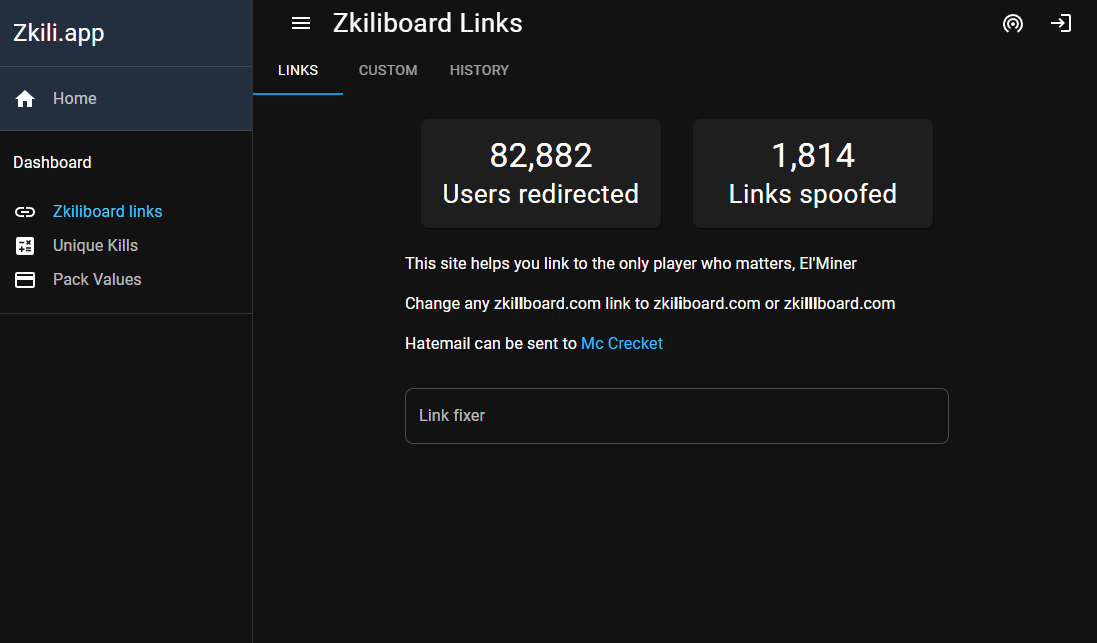 Zkili.app
Zkiliboard Links
LINKS
CUSTOM
HISTORY
Home
Dashboard
Zkiliboard links
Unique Kills
Pack Values
82,882
Users redirected
1,814
Links spoofed
This site helps you link to the only player who matters, El'Miner
Change any zkillboard.com link to zkiliboard.com or zkilllboard.com
Hatemail can be sent to Mc Crecket
Link fixer